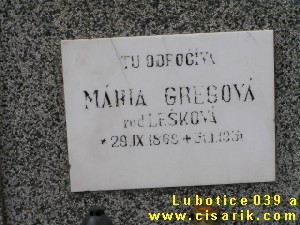 TU ODPOČÍVA
MÁRIA GREGOVÁ
rod. LEŠKOVÁ
Lubotice 039 a
www.cisarik.com